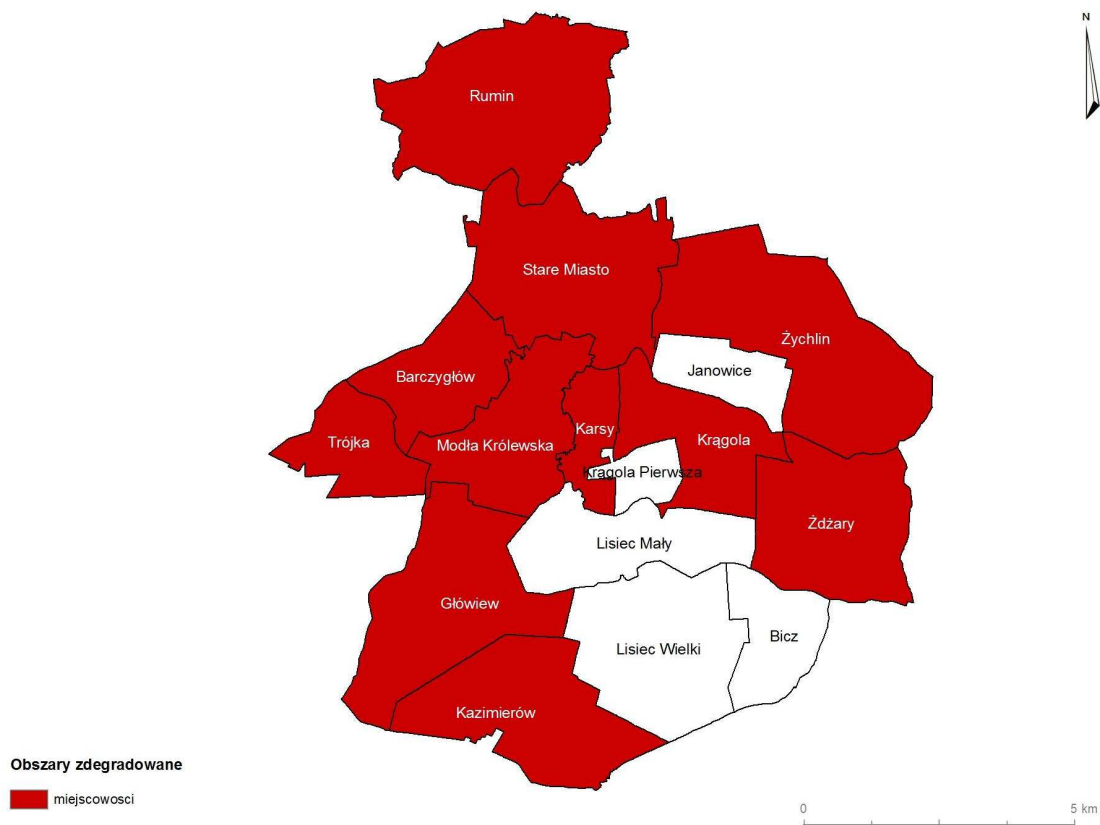 N
Rumin
Stare Miasto
Żychlin
Janowice
Barczygłów
Karsy
Krągola
Trójka
Modła Królewska
Krągola Pierwsza
Żdżary
Lisiec Mały
Główiew
Bicz
Lisiec Wielki
Kazimierów
Obszary zdegradowane
miejscowosci
0
5 km